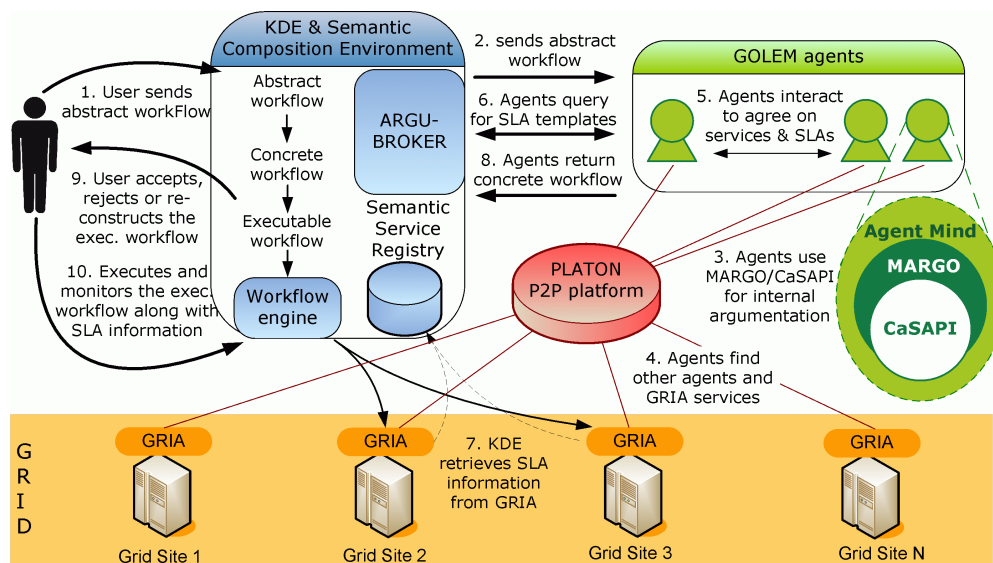 KDE & Semantic
Composition Environment
Abstract
workflow
Concrete
workflow
Executable
workflow
Workflow
engine
ARGU-
BROKER
Semantic
Service
Registry
1. User sends
abstract workFlow
9. User accepts,
rejects or re-
constructs the
exec. workflow
10. Executes and
monitors the exec.
workflow along with
SLA information
2. sends abstract
workflow
6. Agents query
for SLA templates
8. Agents return
concrete workflow
GOLEM agents
5. Agents interact
to agree on
services & SLAs
PLATON
P2P platform
3. Agents use
MARGO/CaSAPI
for internal
argumentation
Agent Mind
MARGO
CaSAPI
4. Agents find
other agents and
GRIA services
G
R
I
D
GRIA
GRIA
GRIA
GRIA
7. KDE
retrieves SLA
information
from GRIA
Grid Site 1
Grid Site 2
Grid Site 3
Grid Site N